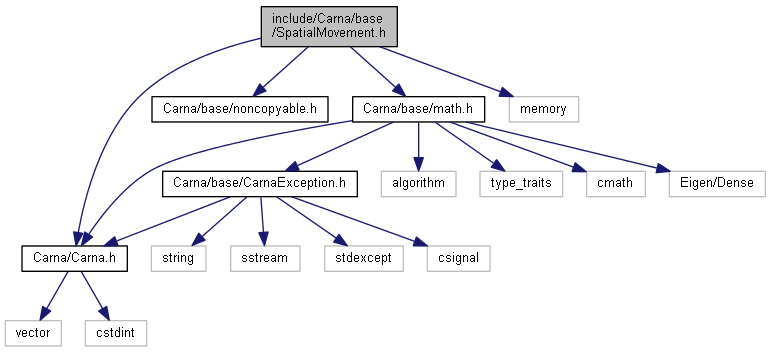 include/Carna/base
/SpatialMovement.h
Carna/base/noncopyable.h
Carna/base/math.h
memory
Carna/base/CarnaException.h
algorithm
type_traits
cmath
Eigen/Dense
Carna/Carna.h
string
sstream
stdexcept
csignal
vector
cstdint